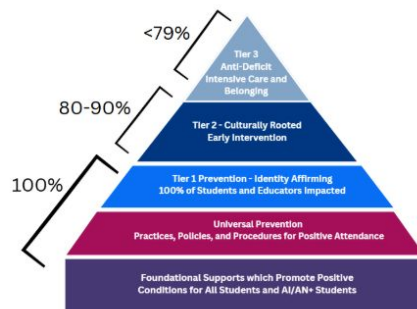 <79%
Tier 3
Anti-Deficit
Intensive Care and
Belonging
80-90%
Tier 2 - Culturally Rooted
Early Intervention
100%
Tier 1 Prevention - Identity Affirming
100% of Students and Educators Impacted
Universal Prevention
Practices, Policies, and Procedures for Positive Attendance
Foundational Supports which Promote Positive
Conditions for All Students and AI/AN+ Students